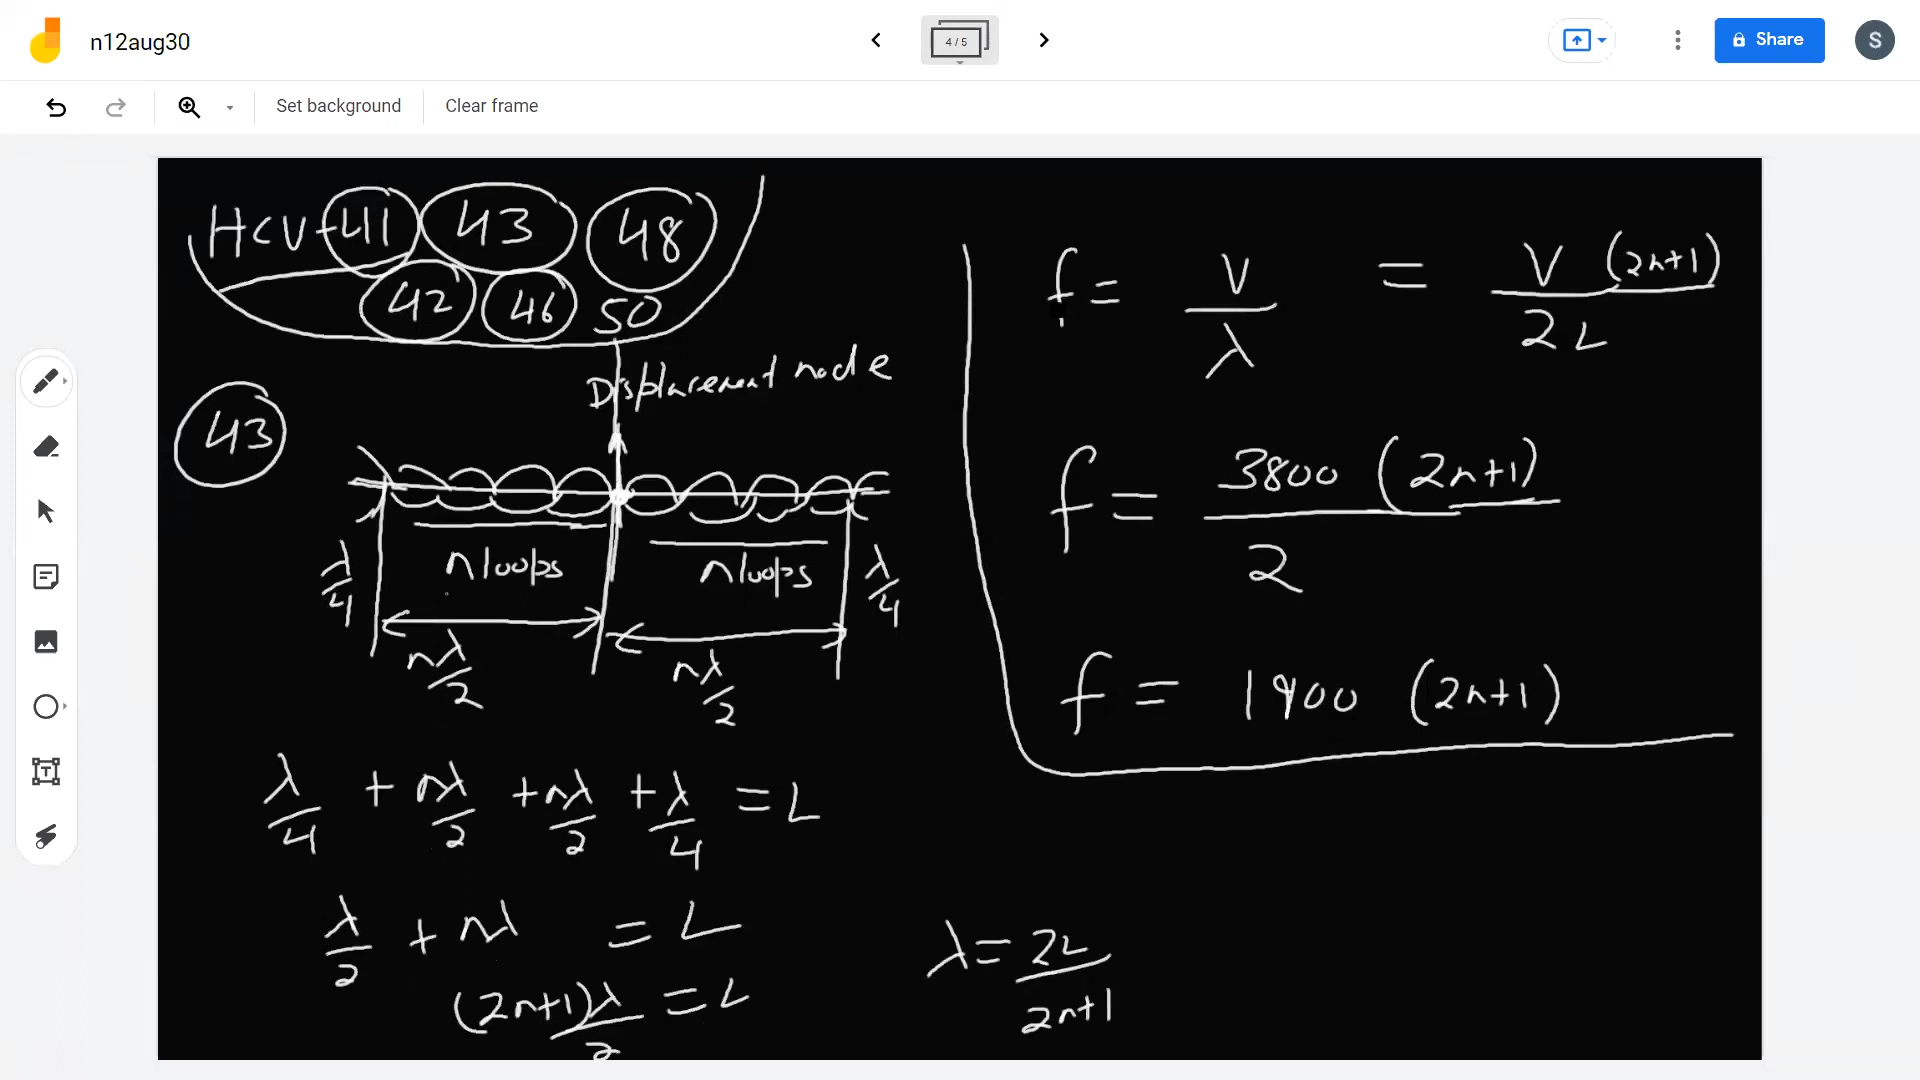 n12aug30
4 / 5
Share
S
Set background
Clear frame
HCV - 41 43 48
42 46 50
Displacement node
43
n loops
n loops
λ/4
λ/4
nλ/2
nλ/2
λ/4 + nλ/2 + nλ/2 + λ/4 = L
λ/2 + nλ = L
(2n+1)λ/2 = L
λ = 2L/2n+1
f = V/λ = V(2n+1)/2L
f = 3800 (2n+1)/2
f = 1900 (2n+1)